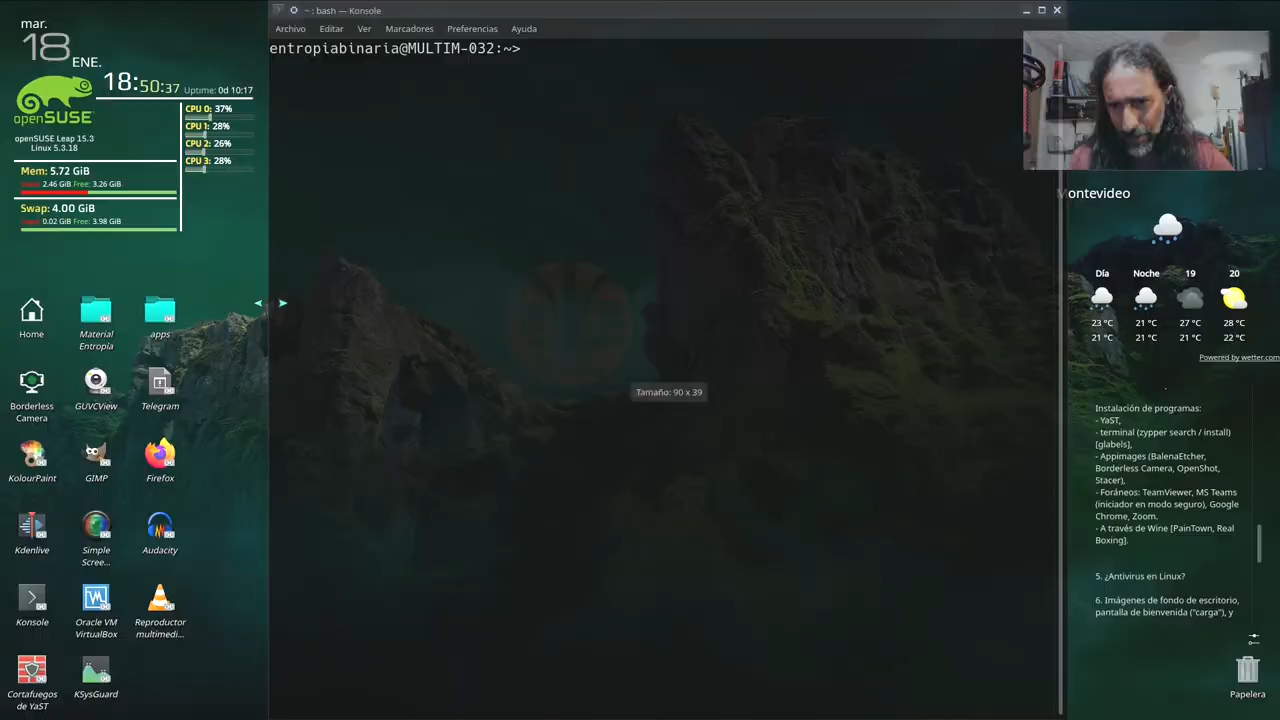 mar.
18
ENE.
18:50:37
Uptime: 0d 10:17
openSUSE
openSUSE Leap 15.3
Linux 5.3.18
CPU 0: 37%
CPU 1: 28%
CPU 2: 26%
CPU 3: 28%
Mem: 5.72 GiB
2.46 GiB Free: 3.26 GiB
Swap: 4.00 GiB
0.02 GiB Free: 3.98 GiB
Home
Material
Entropía
apps
Borderless
Camera
GUVCView
Telegram
KolourPaint
GIMP
Firefox
Kdenlive
Simple
Scree...
Audacity
Konsole
Oracle VM
VirtualBox
Reproductor
multimedi...
Cortafuegos
de YaST
KSysGuard
~ : bash — Konsole
Archivo Editar Ver Marcadores Preferencias Ayuda
entropiabinaria@MULTIM-032:~>
Tamaño: 90 x 39
Montevideo
Día Noche 19 20
23 °C 21 °C 27 °C 28 °C
21 °C 21 °C 21 °C 22 °C
Powered by wetter.com
Instalación de programas:
- YaST,
- terminal (zypper search / install)
[glabels],
- Appimages (BalenaEtcher,
Borderless Camera, OpenShot,
Stacer),
- Foráneos: TeamViewer, MS Teams
(iniciador en modo seguro), Google
Chrome, Zoom.
- A través de Wine [PainTown, Real
Boxing].
5. ¿Antivirus en Linux?
6. Imágenes de fondo de escritorio,
pantalla de bienvenida ("carga"), y
Papelera